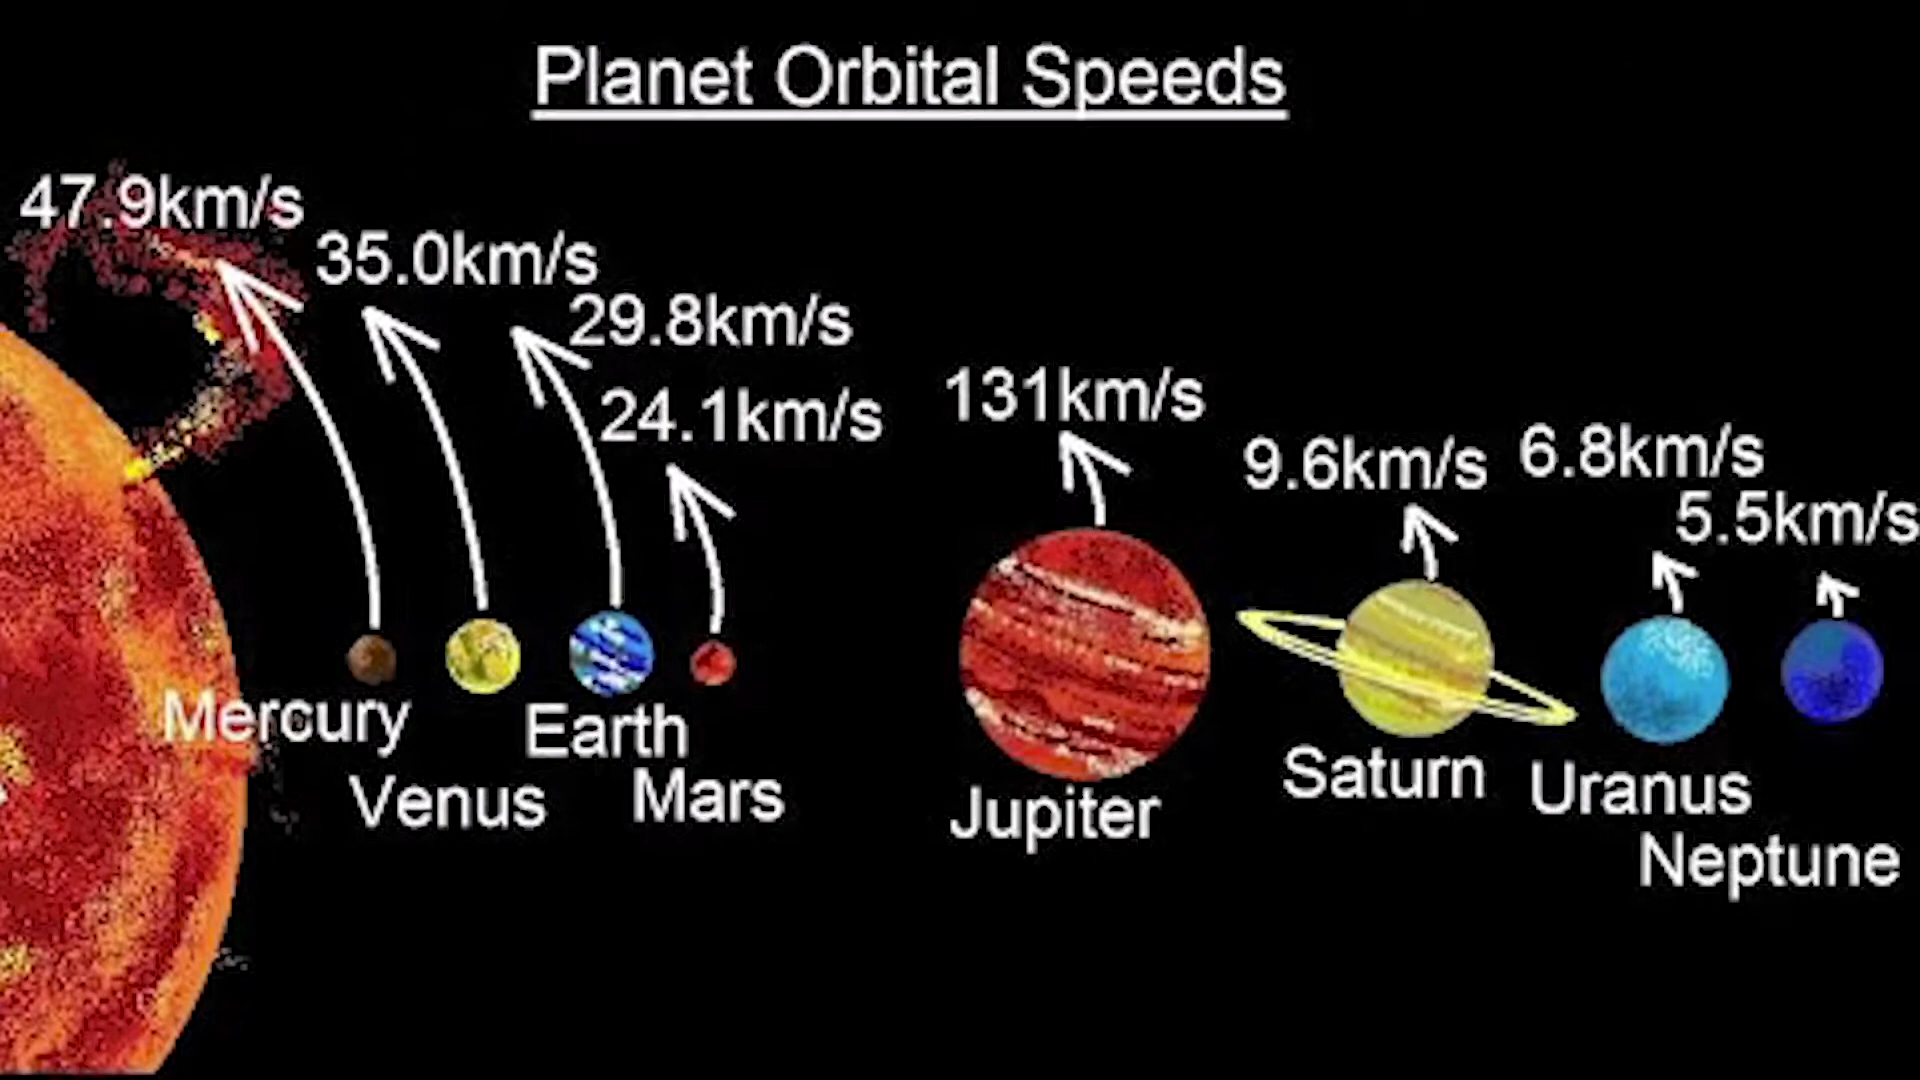 Planet Orbital Speeds
47.9km/s
35.0km/s
29.8km/s
24.1km/s
131km/s
9.6km/s
6.8km/s
5.5km/s
Mercury
Venus
Earth
Mars
Jupiter
Saturn
Uranus
Neptune